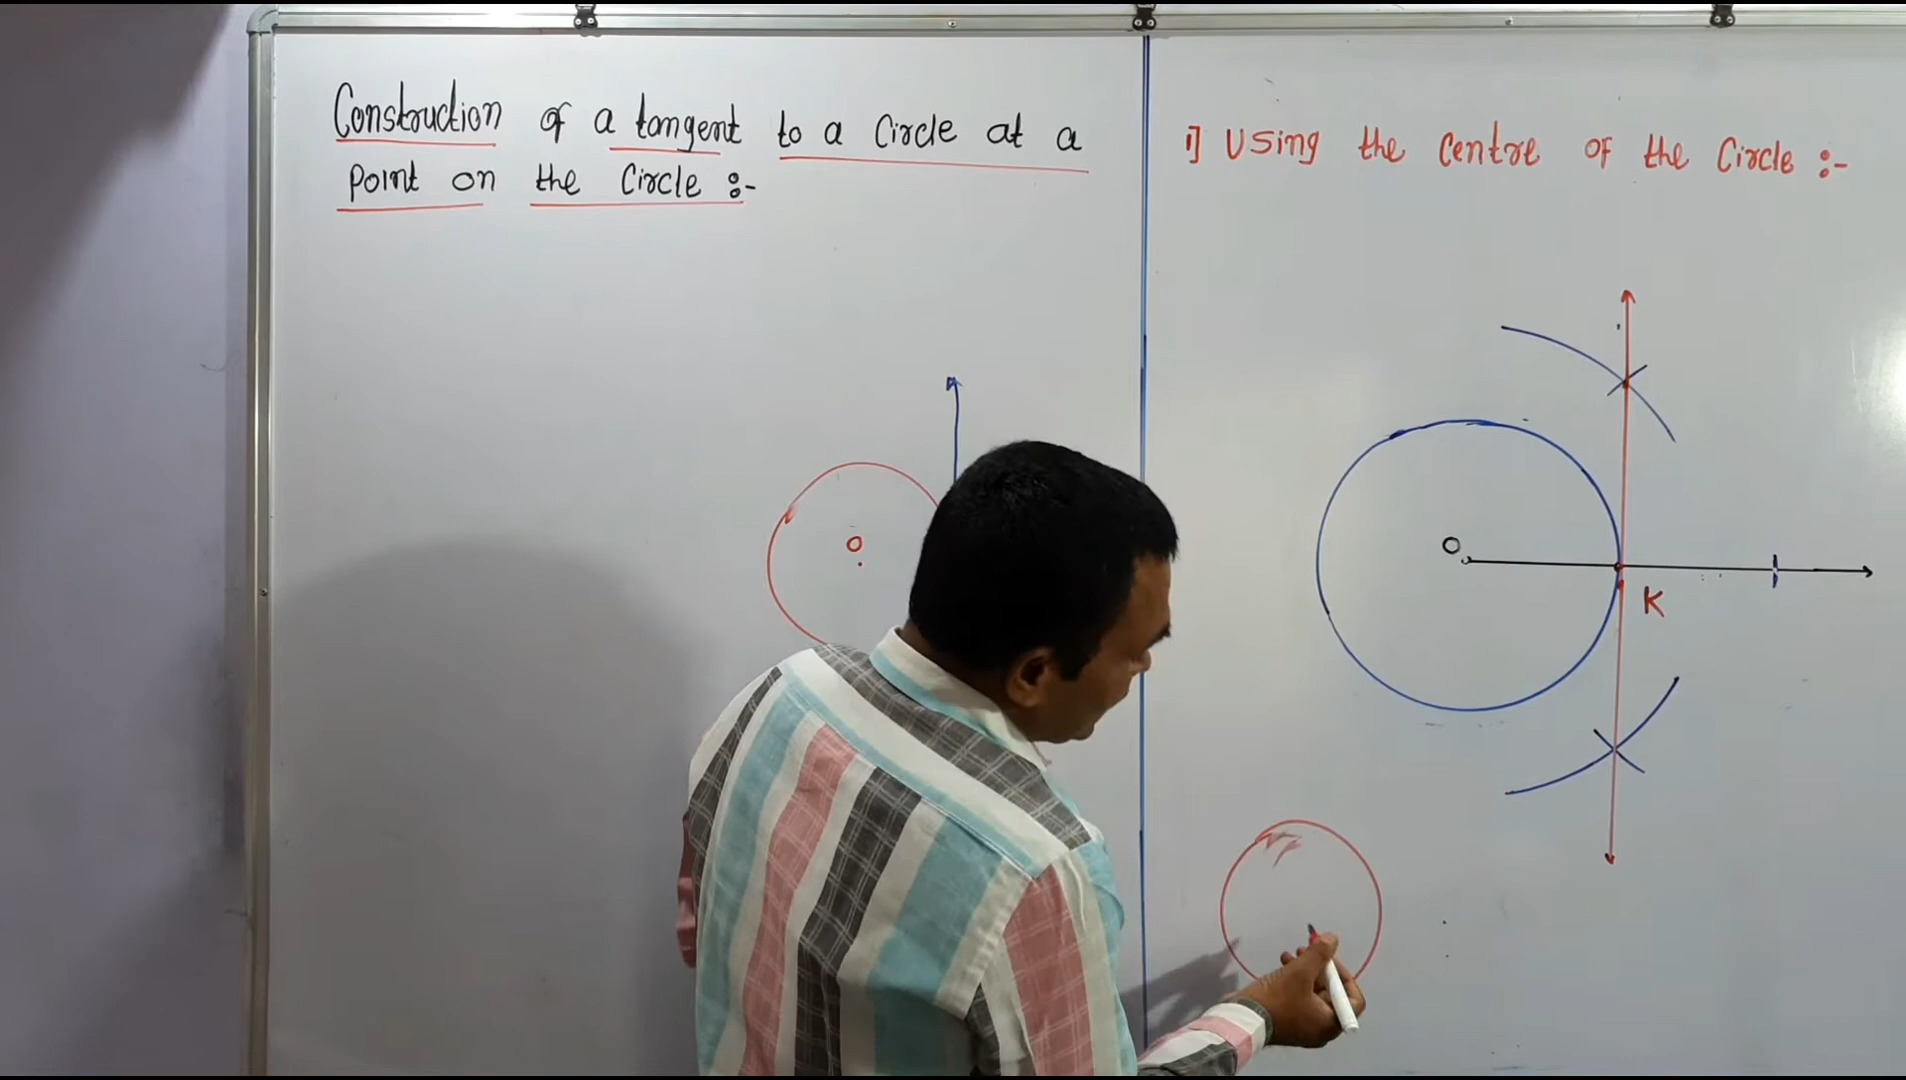 Construction of a tangent to a Circle at a
Point on the Circle :-
i] Using the Centre of the Circle :-
O
O
K